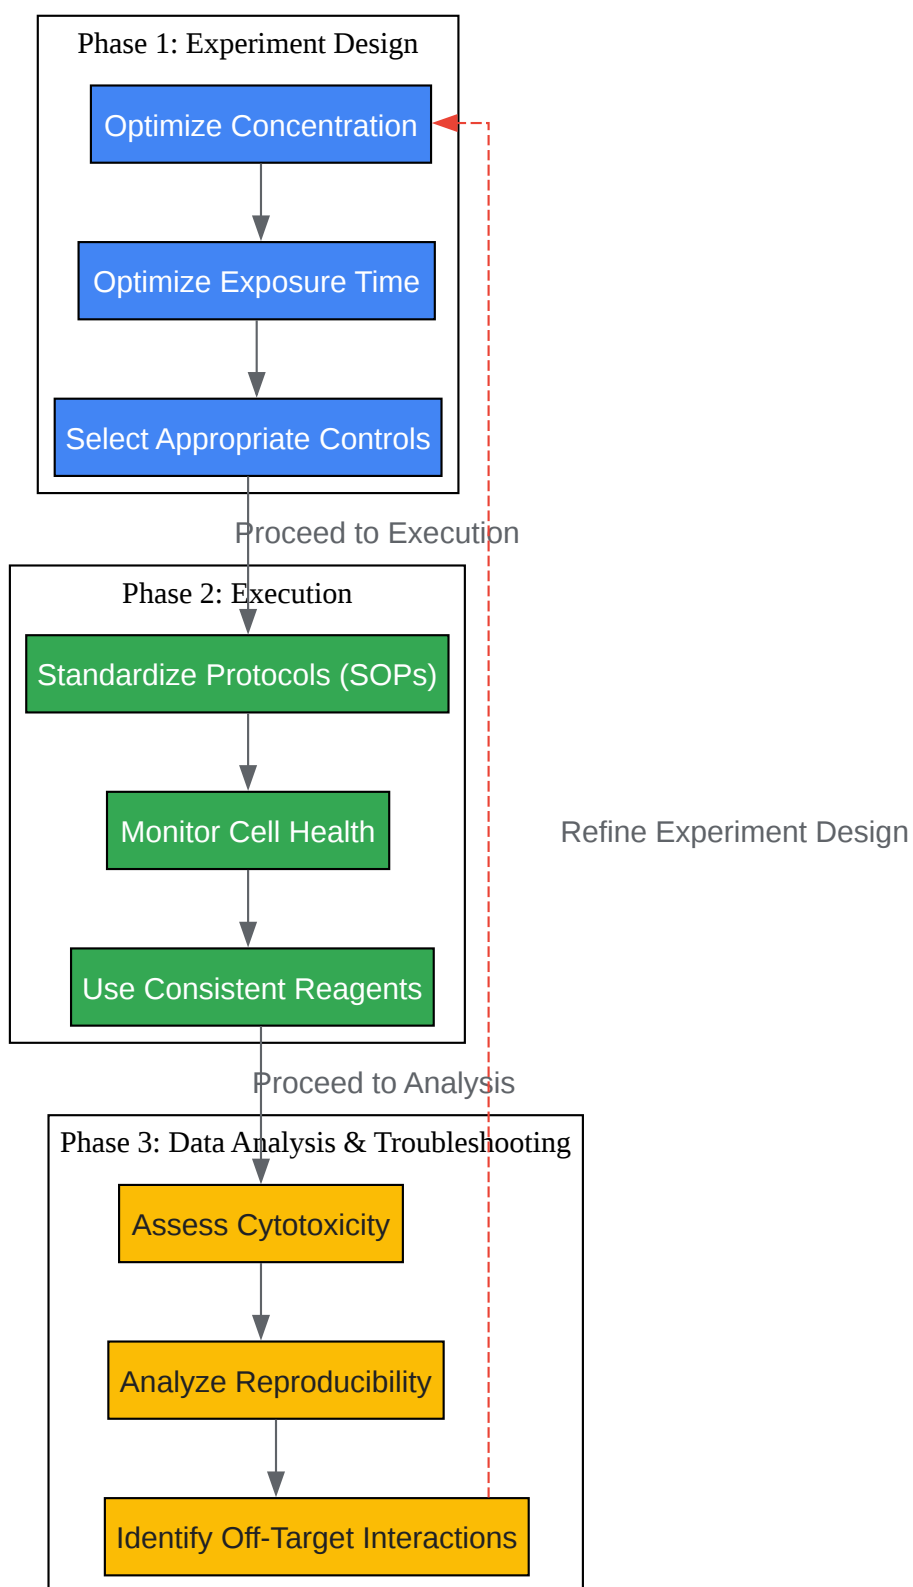 Phase 1: Experiment Design
Optimize Concentration
Optimize Exposure Time
Select Appropriate Controls
Proceed to Execution
Phase 2: Execution
Standardize Protocols (SOPs)
Monitor Cell Health
Refine Experiment Design
Use Consistent Reagents
Proceed to Analysis
Phase 3: Data Analysis & Troubleshooting
Assess Cytotoxicity
Analyze Reproducibility
Identify Off-Target Interactions